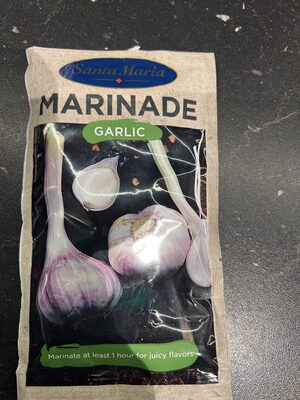 Santa Maria
MARINADE
GARLIC
Marinate at least 1 hour for juicy flavors